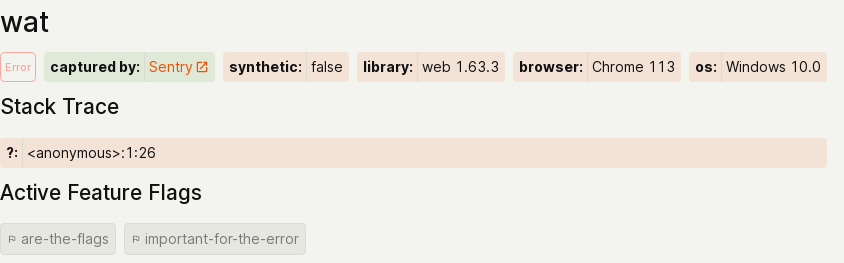 wat
Error captured by: Sentry synthetic: false library: web 1.63.3 browser: Chrome 113 os: Windows 10.0
Stack Trace
?: <anonymous>:1:26
Active Feature Flags
are-the-flags important-for-the-error